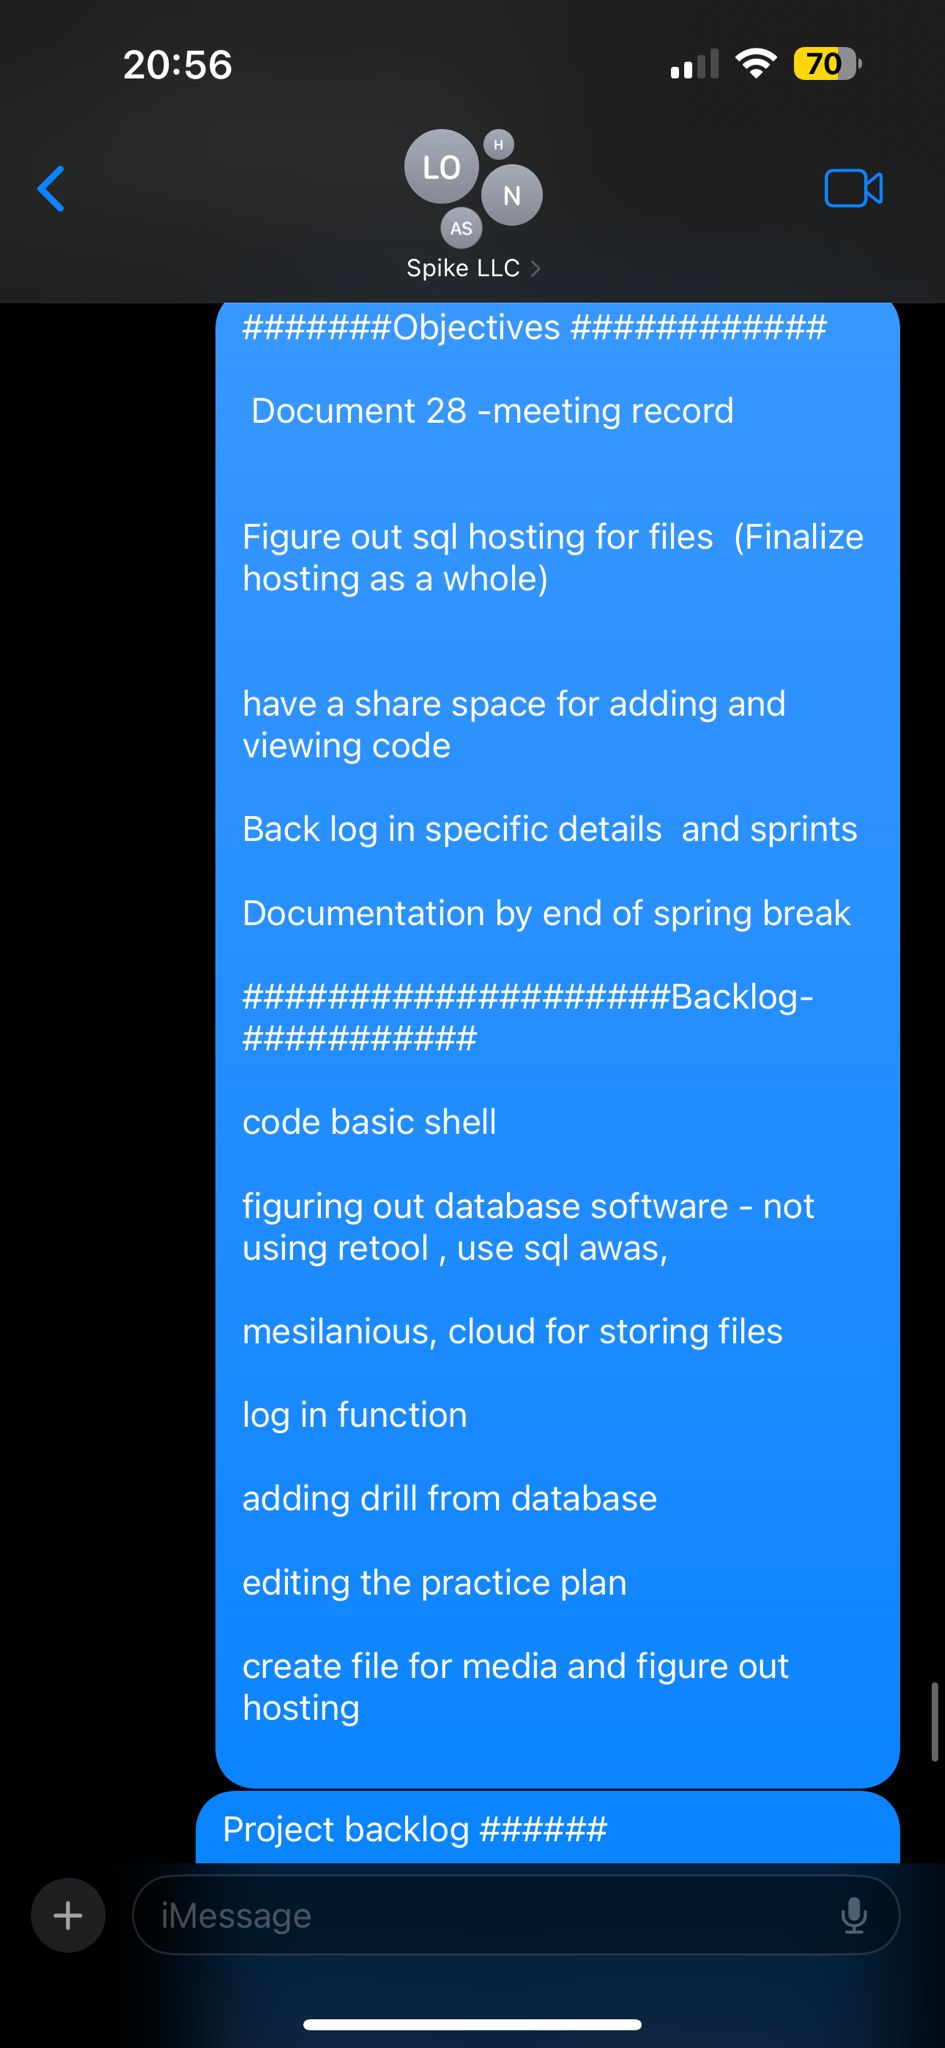 20:56
70
LO
H
N
AS
Spike LLC
#######Objectives ############
Document 28 -meeting record
Figure out sql hosting for files  (Finalize
hosting as a whole)
have a share space for adding and
viewing code
Back log in specific details  and sprints
Documentation by end of spring break
####################Backlog-
###########
code basic shell
figuring out database software - not
using retool , use sql awas,
mesilanious, cloud for storing files
log in function
adding drill from database
editing the practice plan
create file for media and figure out
hosting
Project backlog ######
iMessage